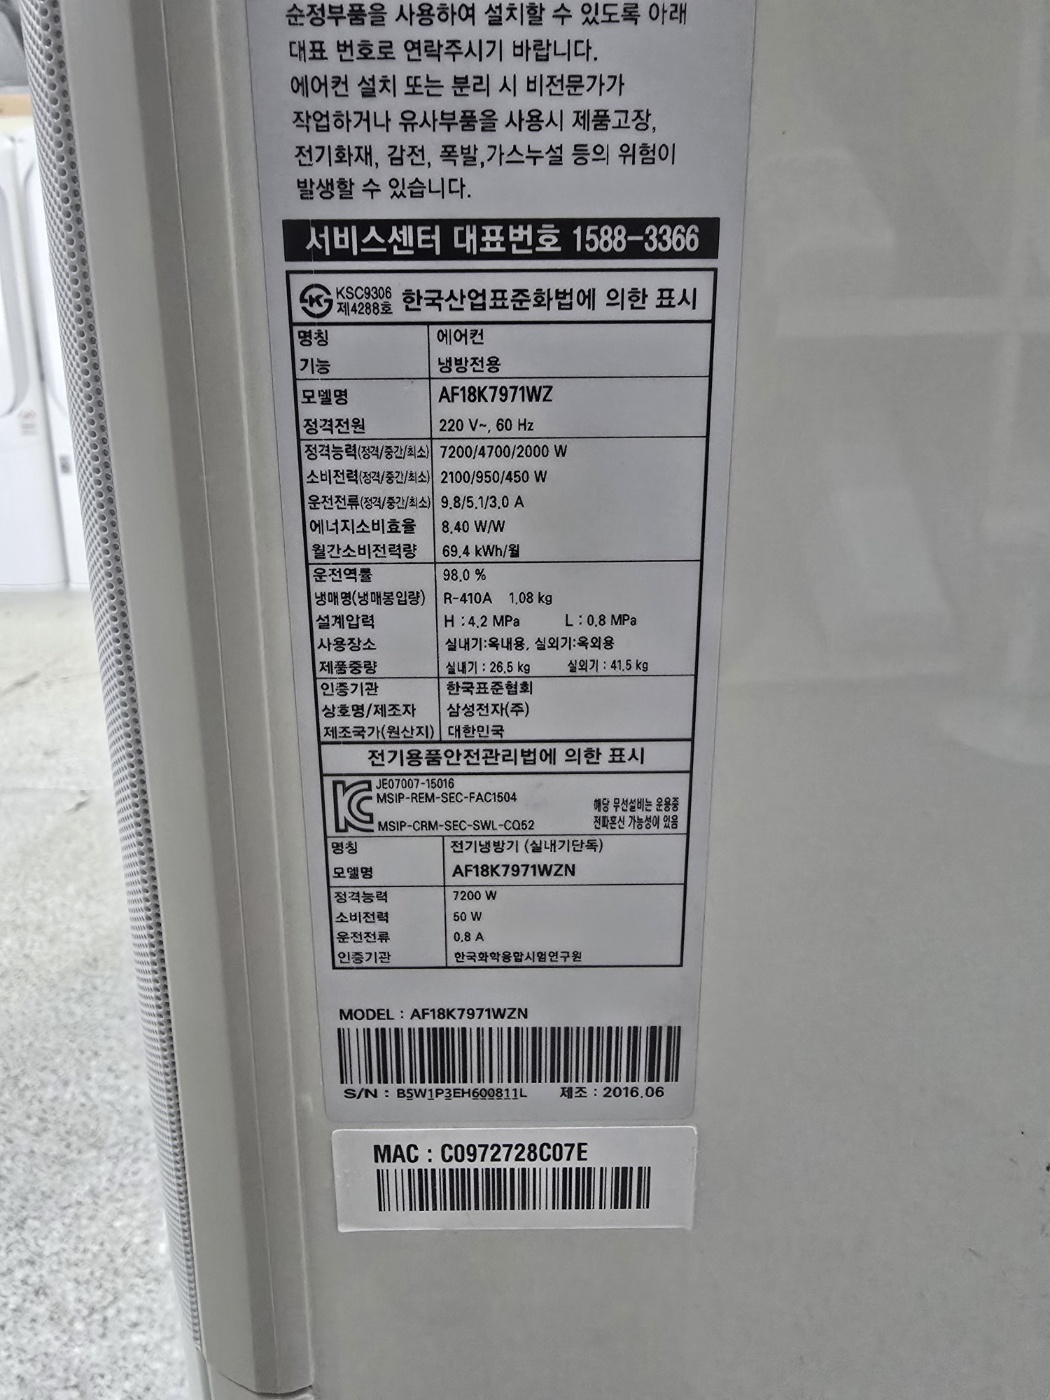 순정부품을 사용하여 설치할 수 있도록 아래
대표 번호로 연락주시기 바랍니다.
에어컨 설치 또는 분리 시 비전문가가
작업하거나 유사부품을 사용시 제품고장,
전기화재, 감전, 폭발,가스누설 등의 위험이
발생할 수 있습니다.
서비스센터 대표번호 1588-3366
KSC9306
제4288호 한국산업표준화법에 의한 표시
명칭 에어컨
기능 냉방전용
모델명 AF18K7971WZ
정격전원 220 V~, 60 Hz
정격능력(정격/중간/최소) 7200/4700/2000 W
소비전력(정격/중간/최소) 2100/950/450 W
운전전류(정격/중간/최소) 9.8/5.1/3.0 A
에너지소비효율 8.40 W/W
월간소비전력량 69.4 kWh/월
운전역률 98.0 %
냉매명(냉매봉입량) R-410A 1.08 kg
설계압력 H : 4.2 MPa L : 0.8 MPa
사용장소 실내기:옥내용, 실외기:옥외용
제품중량 실내기 : 26.5 kg 실외기 : 41.5 kg
인증기관 한국표준협회
상호명/제조자 삼성전자(주)
제조국가(원산지) 대한민국
전기용품안전관리법에 의한 표시
JE07007-15016
MSIP-REM-SEC-FAC1504
해당 무선설비는 운용중
MSIP-CRM-SEC-SWL-CQ52 전파혼신 가능성이 있음
명칭 전기냉방기 (실내기단독)
모델명 AF18K7971WZN
정격능력 7200 W
소비전력 50 W
운전전류 0.8 A
인증기관 한국화학융합시험연구원
MODEL : AF18K7971WZN
S/N : B5W1P3EH600811L 제조 : 2016.06
MAC : C0972728C07E